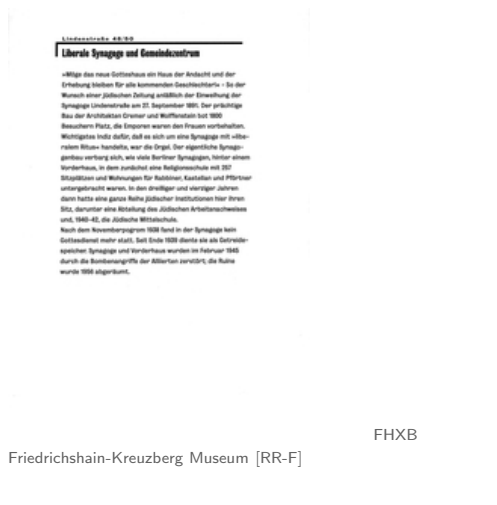 Lindenstraße 48/50
Liberale Synagoge und Gemeindezentrum
»Möge das neue Gotteshaus ein Haus der Andacht und der
Erhebung bleiben für alle kommenden Geschlechter!« – So der
Wunsch einer jüdischen Zeitung anläßlich der Einweihung der
Synagoge Lindenstraße am 27. September 1891. Der prächtige
Bau der Architekten Cremer und Wolffenstein bot 1800
Besuchern Platz, die Emporen waren den Frauen vorbehalten.
Wichtigstes Indiz dafür, daß es sich um eine Synagoge mit »libe-
ralem Ritus« handelte, war die Orgel. Der eigentliche Synago-
genbau verbarg sich, wie viele Berliner Synagogen, hinter einem
Vorderhaus, in dem zunächst eine Religionsschule mit 257
Sitzplätzen und Wohnungen für Rabbiner, Kastellan und Pförtner
untergebracht waren. In den dreißiger und vierziger Jahren
dann hatte eine ganze Reihe jüdischer Institutionen hier ihren
Sitz, darunter eine Abteilung des Jüdischen Arbeitsnachweises
und, 1940–42, die Jüdische Mittelschule.
Nach dem Novemberpogrom 1938 fand in der Synagoge kein
Gottesdienst mehr statt. Seit Ende 1939 diente sie als Getreide-
speicher. Synagoge und Vorderhaus wurden im Februar 1945
durch die Bombenangriffe der Alliierten zerstört; die Ruine
wurde 1956 abgeräumt.
FHXB
Friedrichshain-Kreuzberg Museum [RR-F]